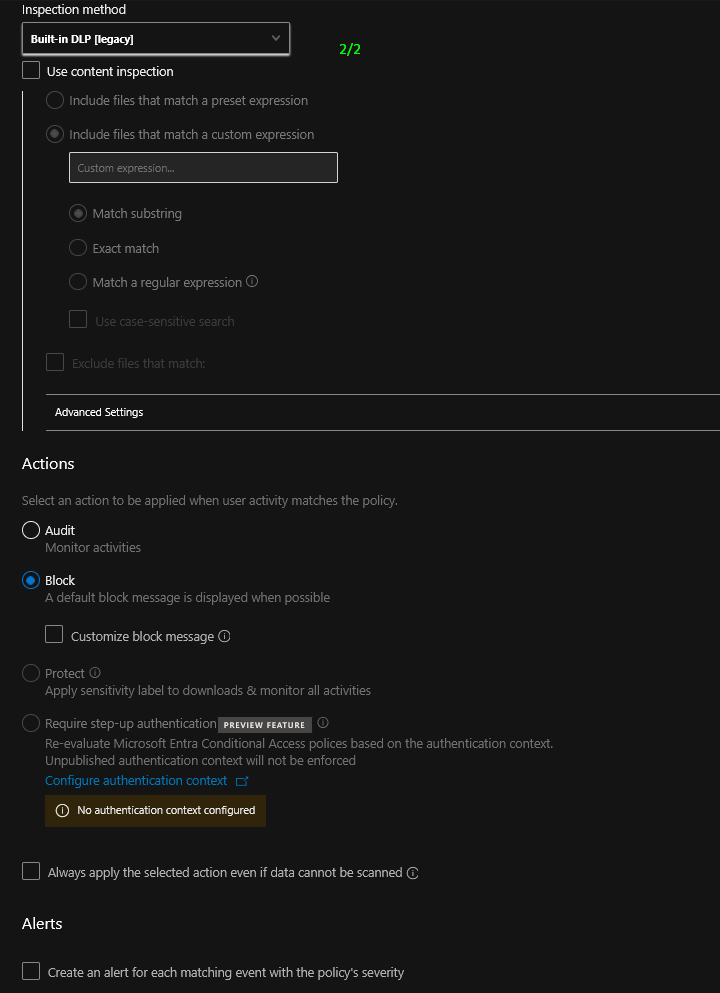 Inspection method
Built-in DLP [legacy]
2/2
Use content inspection
Include files that match a preset expression
Include files that match a custom expression
Custom expression...
Match substring
Exact match
Match a regular expression
Use case-sensitive search
Exclude files that match:
Advanced Settings
Actions
Select an action to be applied when user activity matches the policy.
Audit
Monitor activities
Block
A default block message is displayed when possible
Customize block message
Protect
Apply sensitivity label to downloads & monitor all activities
Require step-up authentication PREVIEW FEATURE
Re-evaluate Microsoft Entra Conditional Access polices based on the authentication context.
Unpublished authentication context will not be enforced
Configure authentication context
No authentication context configured
Always apply the selected action even if data cannot be scanned
Alerts
Create an alert for each matching event with the policy's severity